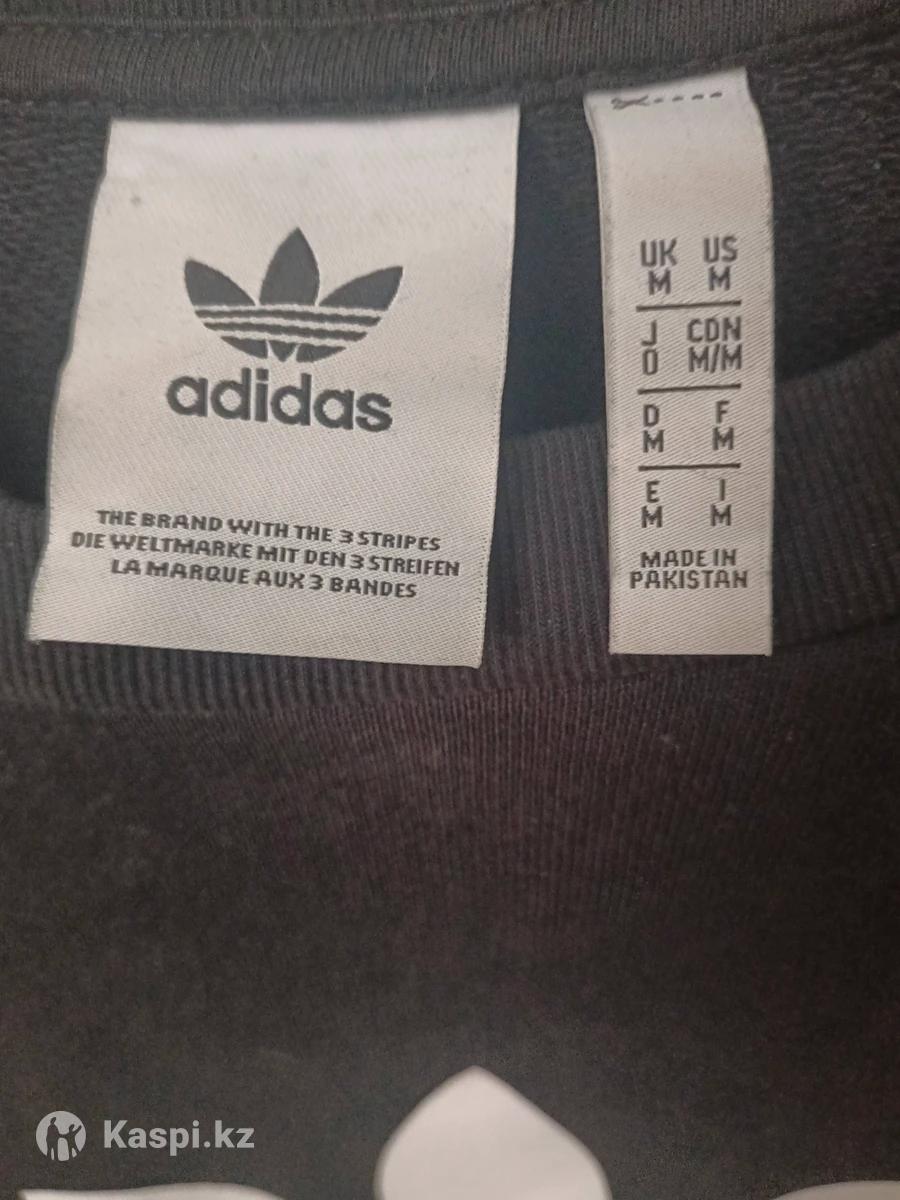 adidas
THE BRAND WITH THE 3 STRIPES
DIE WELTMARKE MIT DEN 3 STREIFEN
LA MARQUE AUX 3 BANDES
UK US
M M
J CDN
O M/M
D F
M M
E I
M M
MADE IN
PAKISTAN
Kaspi.kz